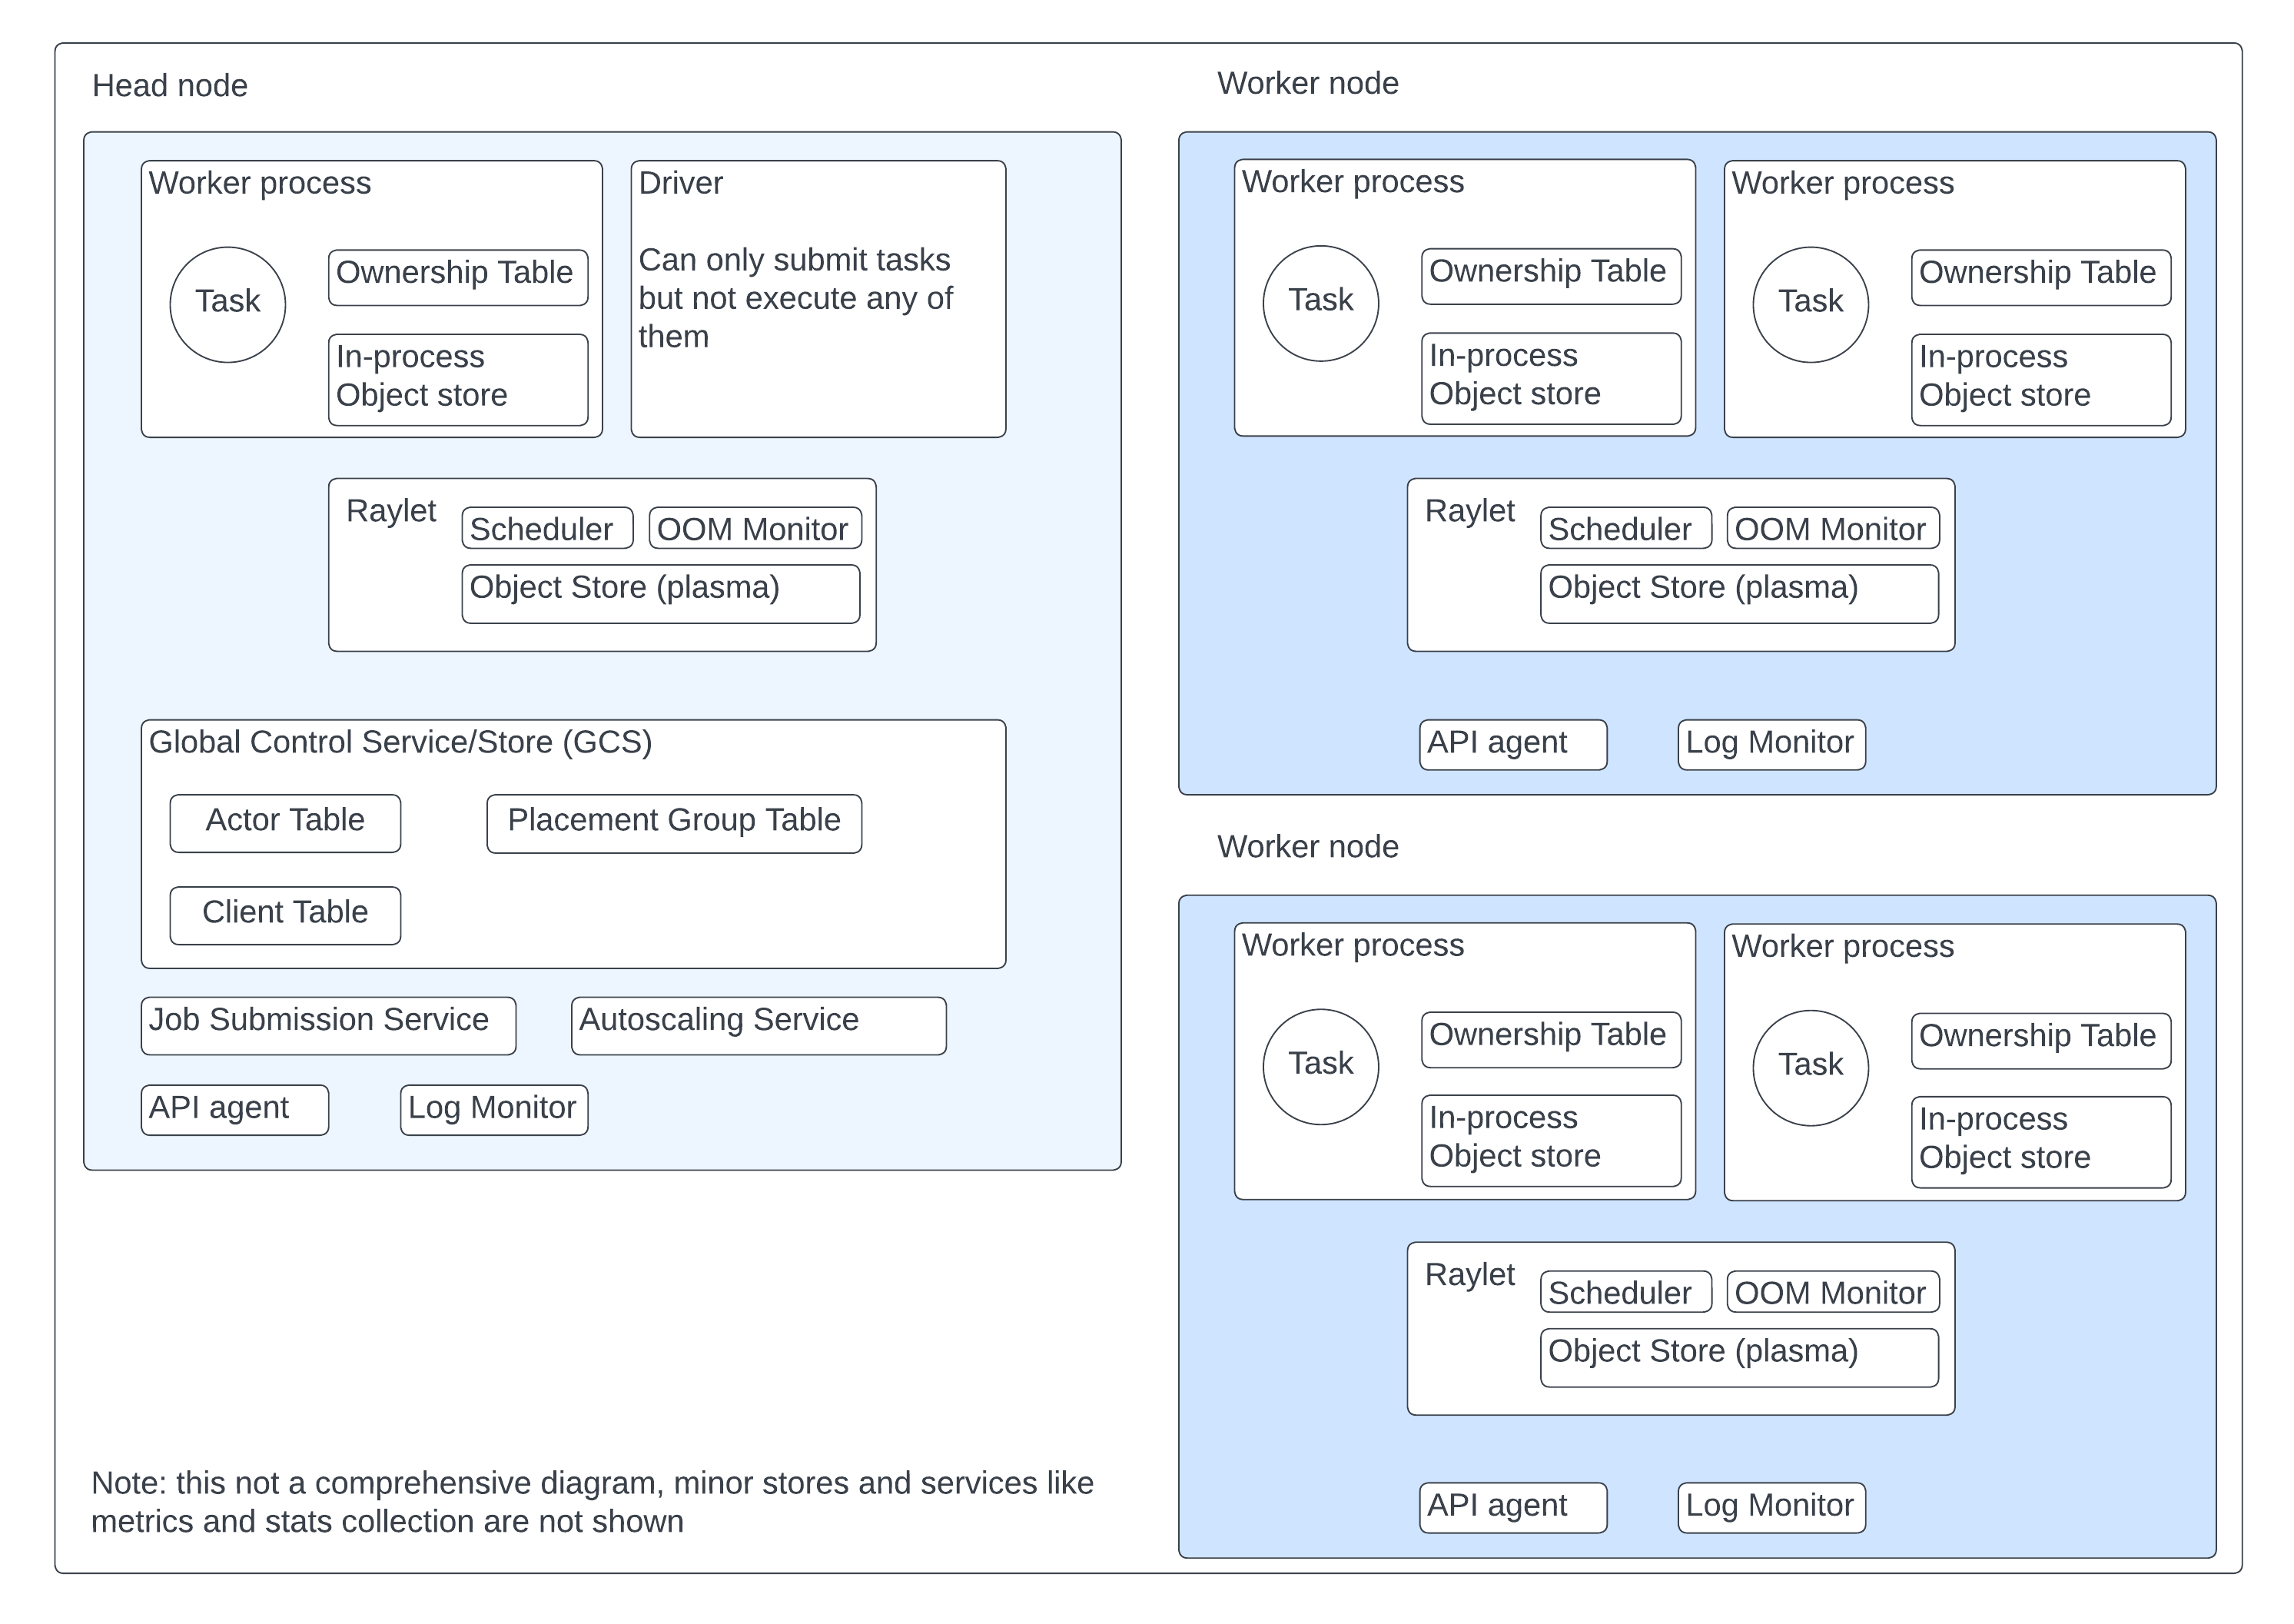 Head node
Worker process
Task
Ownership Table
In-process
Object store
Driver
Can only submit tasks
but not execute any of
them
Raylet
Scheduler
OOM Monitor
Object Store (plasma)
Global Control Service/Store (GCS)
Actor Table
Placement Group Table
Client Table
Job Submission Service
Autoscaling Service
API agent
Log Monitor
Note: this not a comprehensive diagram, minor stores and services like
metrics and stats collection are not shown
Worker node
Worker process
Task
Ownership Table
In-process
Object store
Worker process
Task
Ownership Table
In-process
Object store
Raylet
Scheduler
OOM Monitor
Object Store (plasma)
API agent
Log Monitor
Worker node
Worker process
Task
Ownership Table
In-process
Object store
Worker process
Task
Ownership Table
In-process
Object store
Raylet
Scheduler
OOM Monitor
Object Store (plasma)
API agent
Log Monitor